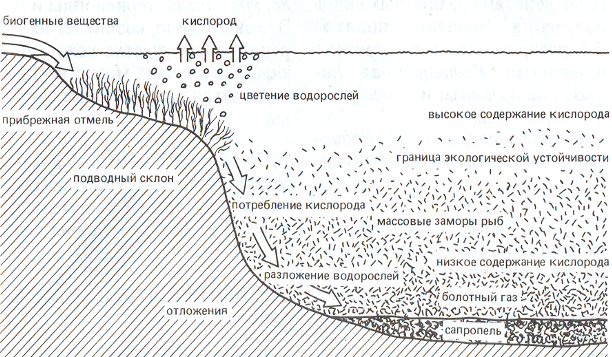 биогенные вещества
кислород
цветение водорослей
высокое содержание кислорода
прибрежная отмель
граница экологической устойчивости
подводный склон
потребление кислорода
массовые заморы рыб
низкое содержание кислорода
разложение водорослей
болотный газ
отложения
сапропель